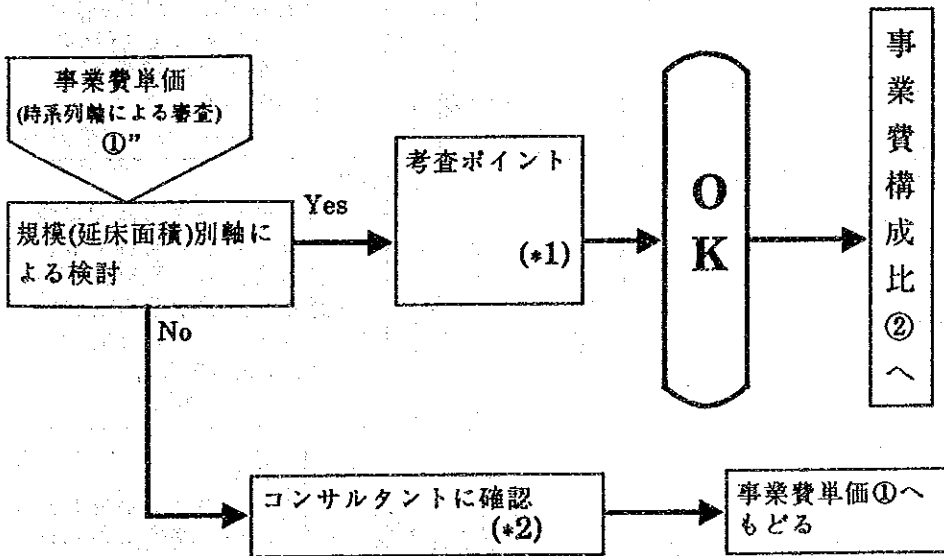 事業費単価
(時系列軸による審査)
①”
規模(延床面積)別軸に
よる検討
Yes
考査ポイント
(*1)
OK
事業費構成比②へ
No
コンサルタントに確認
(*2)
事業費単価①へ
もどる